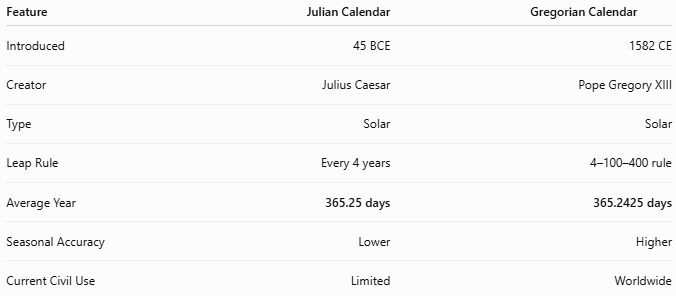 Feature Julian Calendar Gregorian Calendar
Introduced 45 BCE 1582 CE
Creator Julius Caesar Pope Gregory XIII
Type Solar Solar
Leap Rule Every 4 years 4–100–400 rule
Average Year 365.25 days 365.2425 days
Seasonal Accuracy Lower Higher
Current Civil Use Limited Worldwide